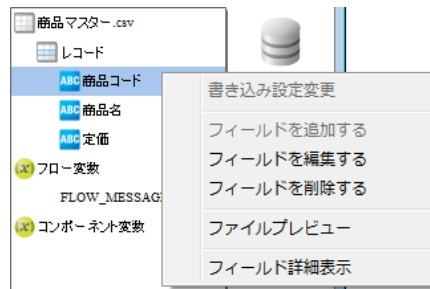 商品マスター.csv
レコード
ABC 商品コード
ABC 商品名
ABC 定価
(x) フロー変数
FLOW_MESSAG
(x) コンポーネント変数
書き込み設定変更
フィールドを追加する
フィールドを編集する
フィールドを削除する
ファイルプレビュー
フィールド詳細表示